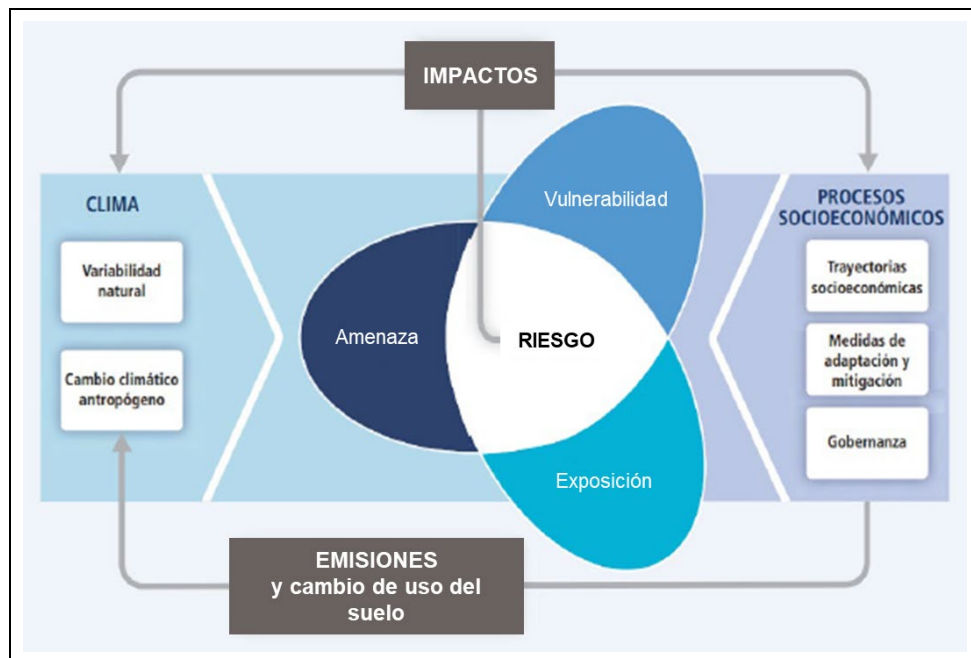 IMPACTOS
CLIMA
Variabilidad
natural
Cambio climático
antropógeno
Vulnerabilidad
Amenaza
RIESGO
Exposición
PROCESOS
SOCIOECONÓMICOS
Trayectorias
socioeconómicas
Medidas de
adaptación y
mitigación
Gobernanza
EMISIONES
y cambio de uso del
suelo